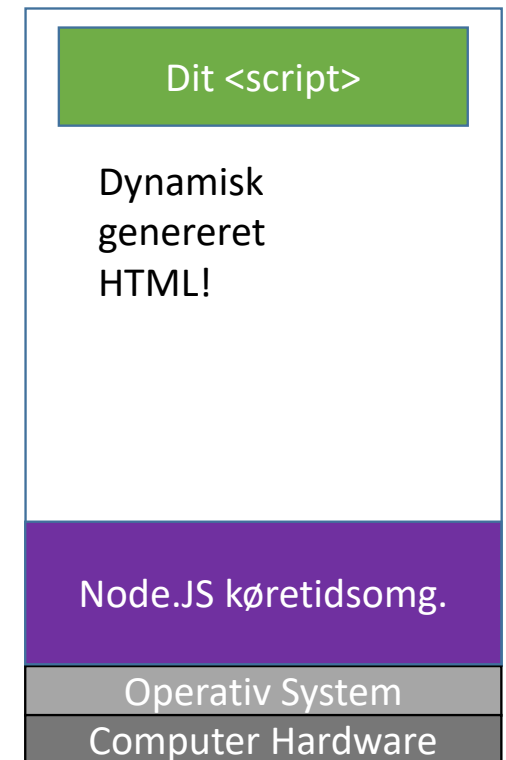 Dit <script>
Dynamisk
genereret
HTML!
Node.JS køretidsomg.
Operativ System
Computer Hardware